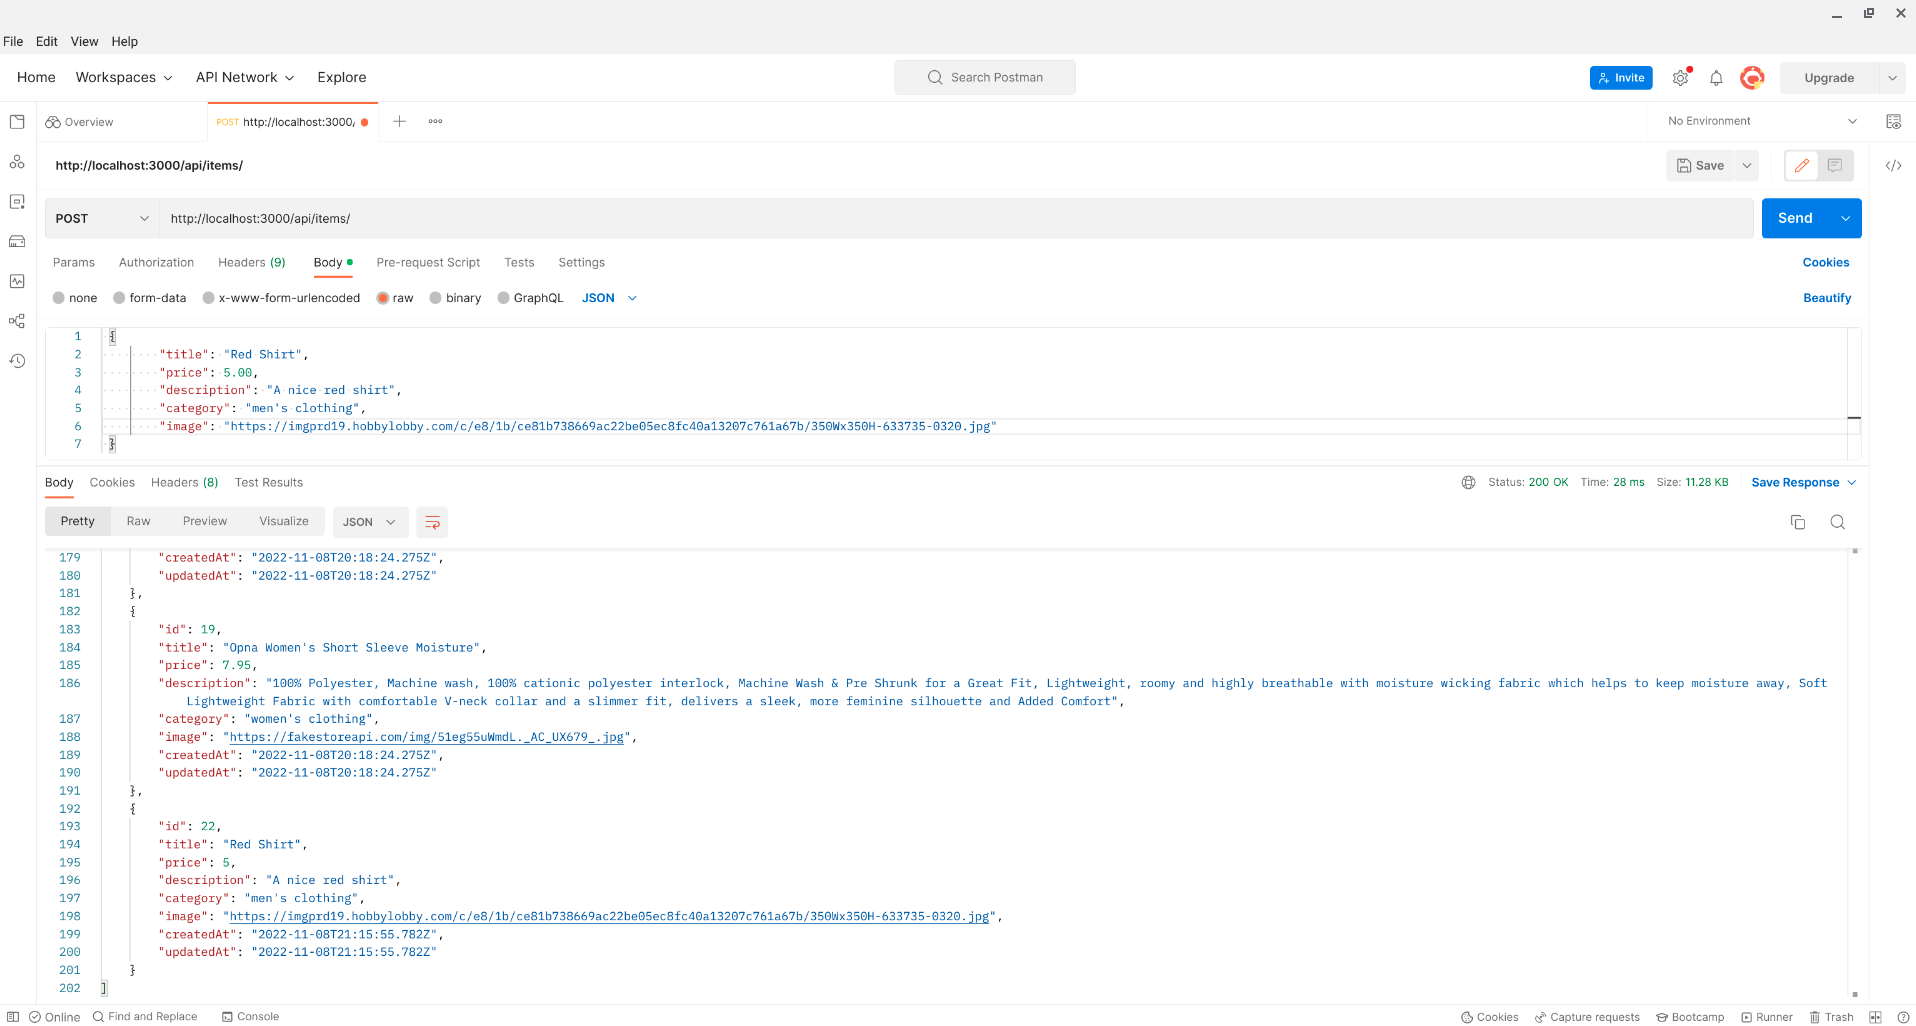 File Edit View Help
Home Workspaces API Network Explore Search Postman Invite Upgrade
Overview POST http://localhost:3000/ No Environment
http://localhost:3000/api/items/ Save
POST http://localhost:3000/api/items/ Send
Params Authorization Headers (9) Body Pre-request Script Tests Settings Cookies
none form-data x-www-form-urlencoded raw binary GraphQL JSON Beautify
1 {
2 "title": "Red Shirt",
3 "price": 5.00,
4 "description": "A nice red shirt",
5 "category": "men's clothing",
6 "image": "https://imgprd19.hobbylobby.com/c/e8/1b/ce81b738669ac22be05ec8fc40a13207c761a67b/350Wx350H-633735-0320.jpg"
7 }
Body Cookies Headers (8) Test Results Status: 200 OK Time: 28 ms Size: 11.28 KB Save Response
Pretty Raw Preview Visualize JSON
179 "createdAt": "2022-11-08T20:18:24.275Z",
180 "updatedAt": "2022-11-08T20:18:24.275Z"
181 },
182 {
183 "id": 19,
184 "title": "Opna Women's Short Sleeve Moisture",
185 "price": 7.95,
186 "description": "100% Polyester, Machine wash, 100% cationic polyester interlock, Machine Wash & Pre Shrunk for a Great Fit, Lightweight, roomy and highly breathable with moisture wicking fabric which helps to keep moisture away, Soft
Lightweight Fabric with comfortable V-neck collar and a slimmer fit, delivers a sleek, more feminine silhouette and Added Comfort",
187 "category": "women's clothing",
188 "image": "https://fakestoreapi.com/img/51eg55uWmdL._AC_UX679_.jpg",
189 "createdAt": "2022-11-08T20:18:24.275Z",
190 "updatedAt": "2022-11-08T20:18:24.275Z"
191 },
192 {
193 "id": 22,
194 "title": "Red Shirt",
195 "price": 5,
196 "description": "A nice red shirt",
197 "category": "men's clothing",
198 "image": "https://imgprd19.hobbylobby.com/c/e8/1b/ce81b738669ac22be05ec8fc40a13207c761a67b/350Wx350H-633735-0320.jpg",
199 "createdAt": "2022-11-08T21:15:55.782Z",
200 "updatedAt": "2022-11-08T21:15:55.782Z"
201 }
202 ]
Online Find and Replace Console Cookies Capture requests Bootcamp Runner Trash